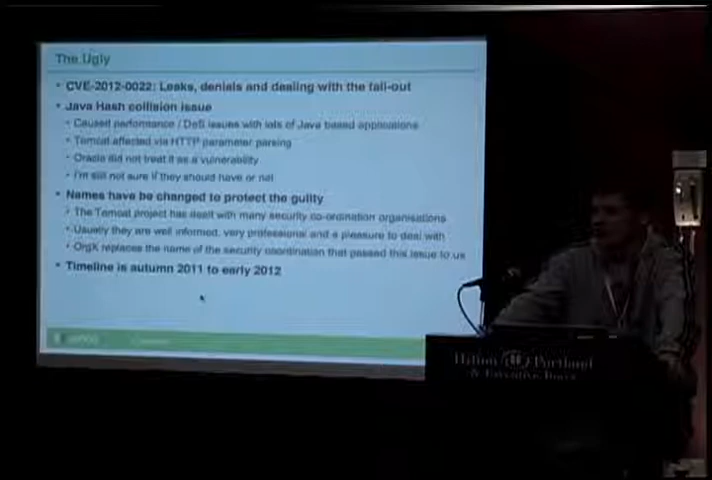 The Ugly
CVE-2012-0022: Leaks, denials and dealing with the fall-out
Java Hash collision issue
Caused performance / DoS issues with lots of Java based applications
Tomcat affected via HTTP parameter parsing
Oracle did not treat it as a vulnerability
I'm still not sure if they should have or not
Names have be changed to protect the guilty
The Tomcat project has dealt with many security co-ordination organisations
Usually they are well informed, very professional and a pleasure to deal with
OrgX replaces the name of the security coordination that passed this issue to us
Timeline is autumn 2011 to early 2012
Hilton Portland
& Executive Tower